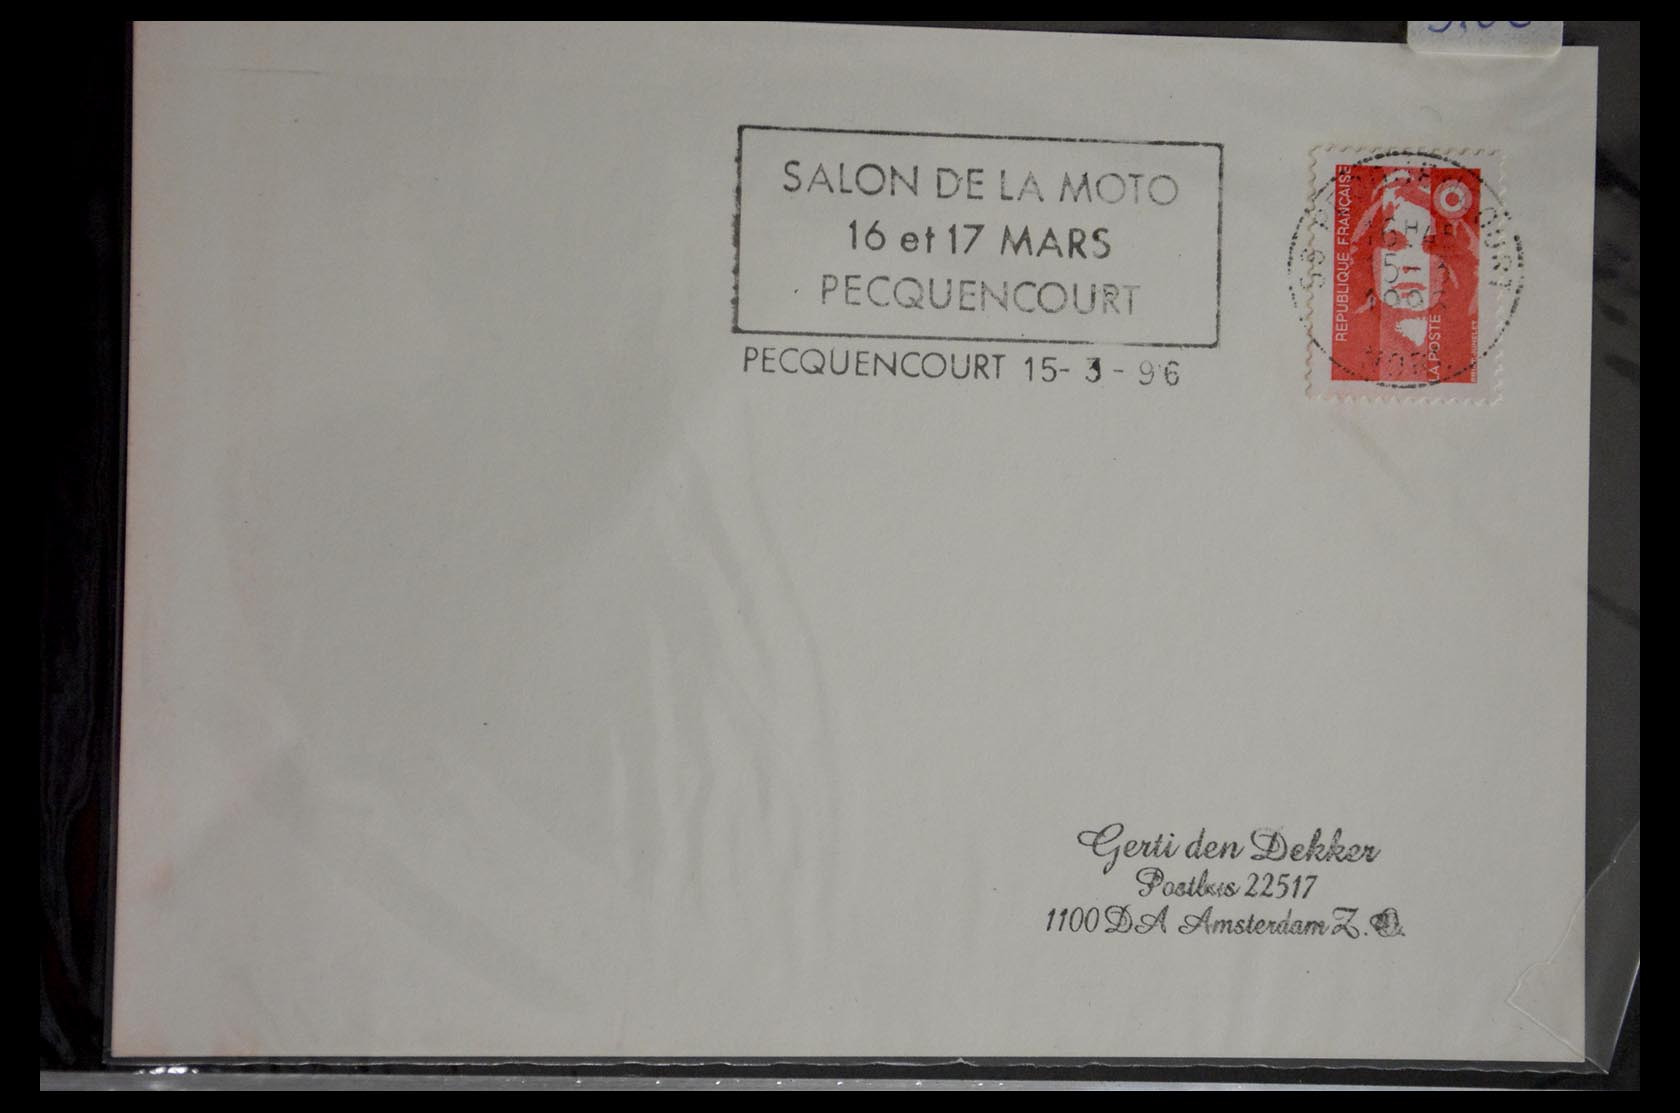 SALON DE LA MOTO
16 et 17 MARS
PECQUENCOURT
PECQUENCOURT 15-3-96
REPUBLIQUE FRANÇAISE
LA POSTE
Gerti den Dekker
Postbus 22517
1100 DA Amsterdam Z.O.